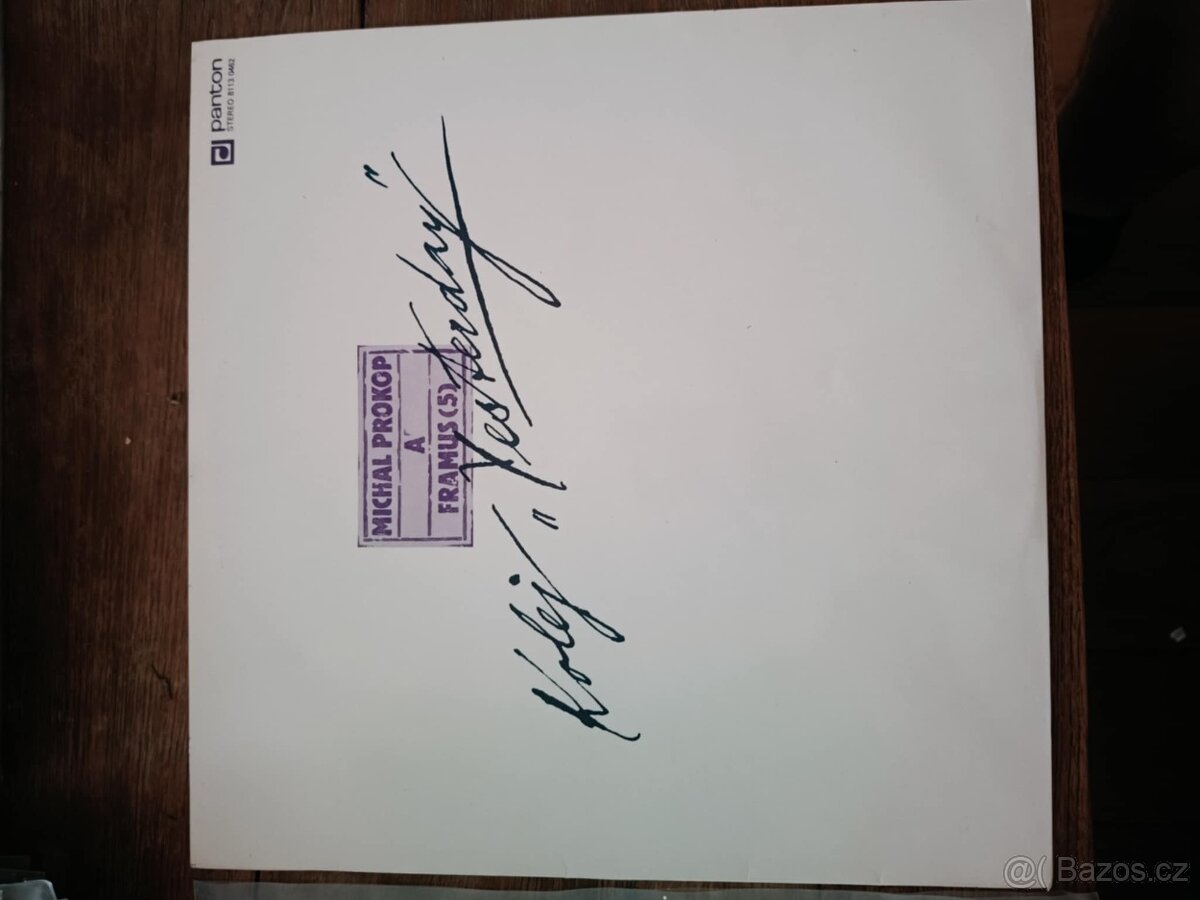 panton
STEREO 8113 0462
MICHAL PROKOP
A
FRAMUS (5)
Kolej "Yesterday"
@( Bazos.cz